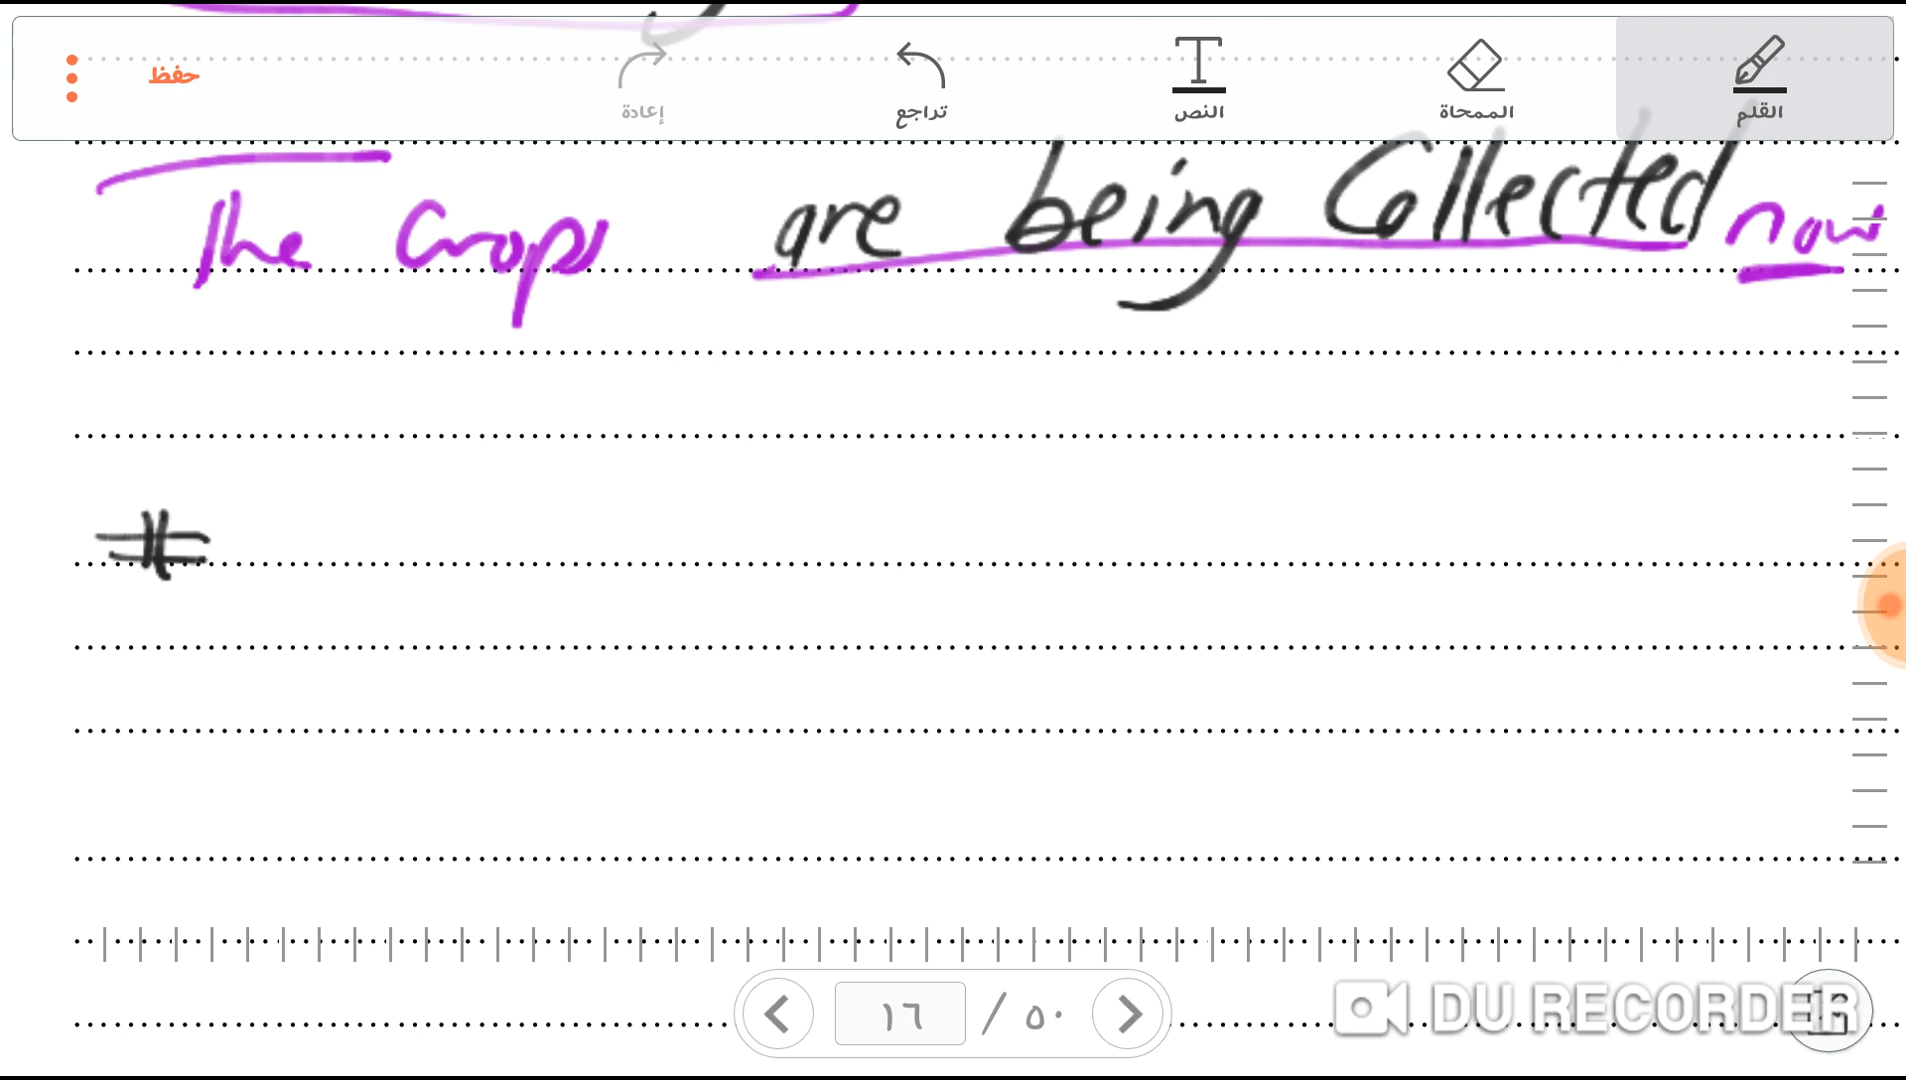 حفظ
إعادة
تراجع
النص
الممحاة
القلم
The Crops are being Collected now
#
١٦ / ٥٠
DU RECORDER